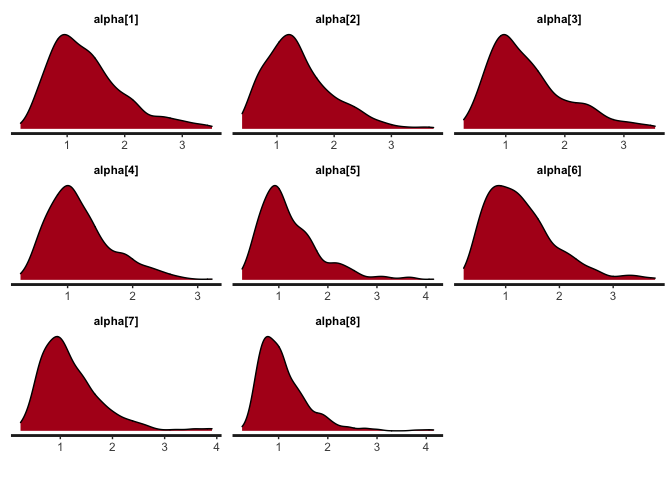 alpha[1] alpha[2] alpha[3]
1 2 3 1 2 3 1 2 3
alpha[4] alpha[5] alpha[6]
1 2 3 1 2 3 4 1 2 3
alpha[7] alpha[8]
1 2 3 4 1 2 3 4